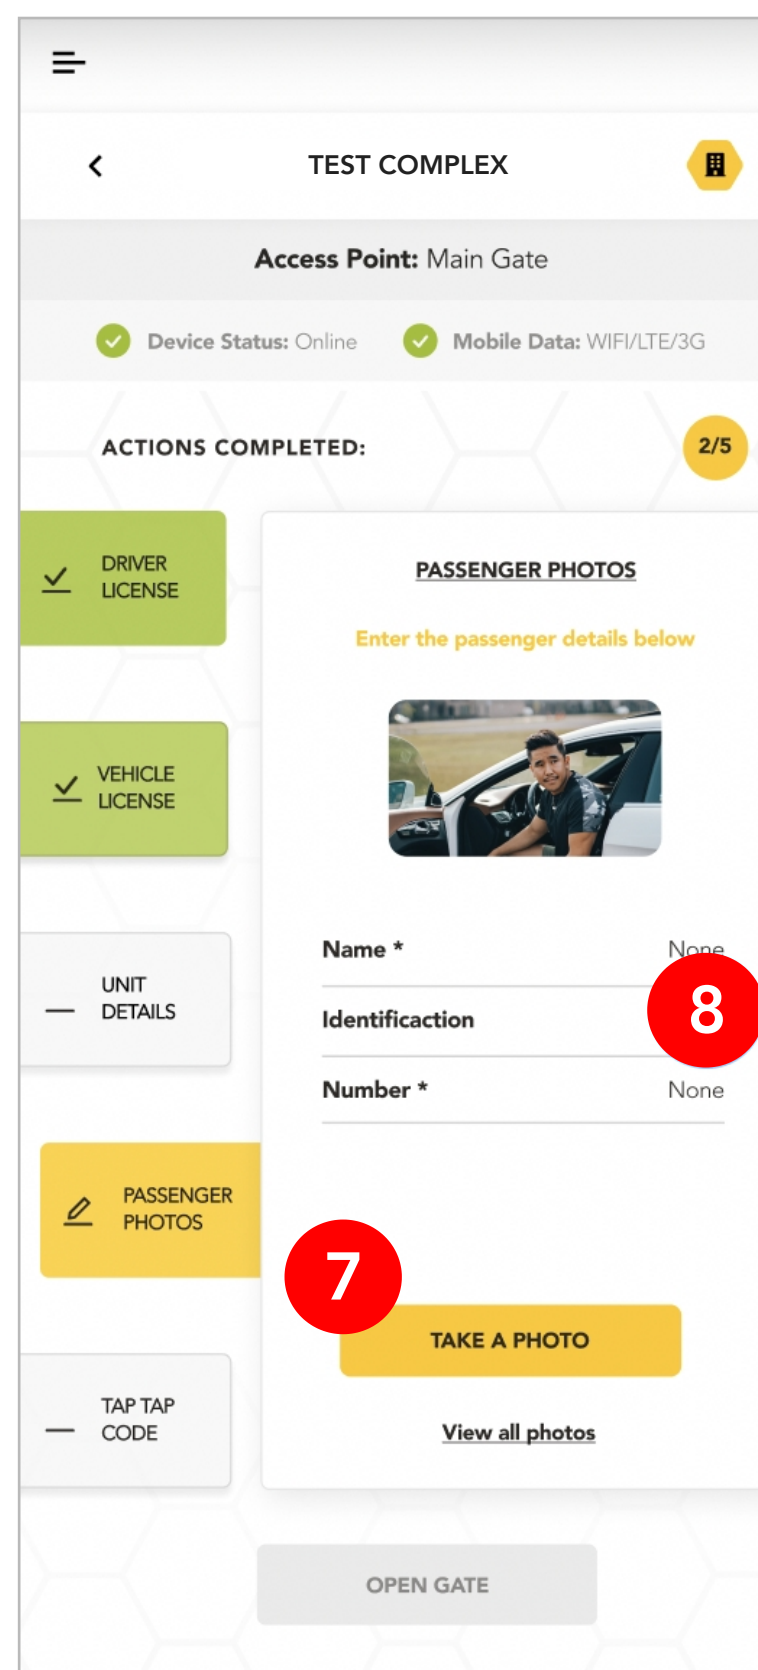 TEST COMPLEX
Access Point: Main Gate
Device Status: Online
Mobile Data: WIFI/LTE/3G
ACTIONS COMPLETED:
2/5
DRIVER
LICENSE
VEHICLE
LICENSE
UNIT
DETAILS
PASSENGER
PHOTOS
TAP TAP
CODE
PASSENGER PHOTOS
Enter the passenger details below
Name * None
Identificaction
8
Number * None
7
TAKE A PHOTO
View all photos
OPEN GATE